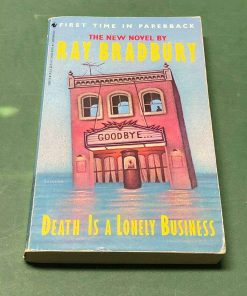 FIRST TIME IN PAPERBACK
THE NEW NOVEL BY
RAY BRADBURY
GOODBYE...
DEATH IS A LONELY BUSINESS